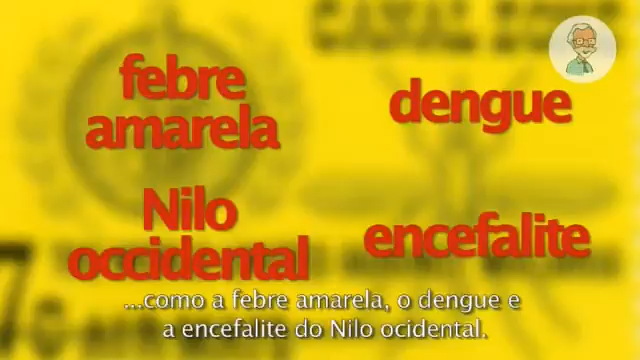 febre
amarela
dengue
Nilo
occidental
encefalite
...como a febre amarela, o dengue e
a encefalite do Nilo ocidental.